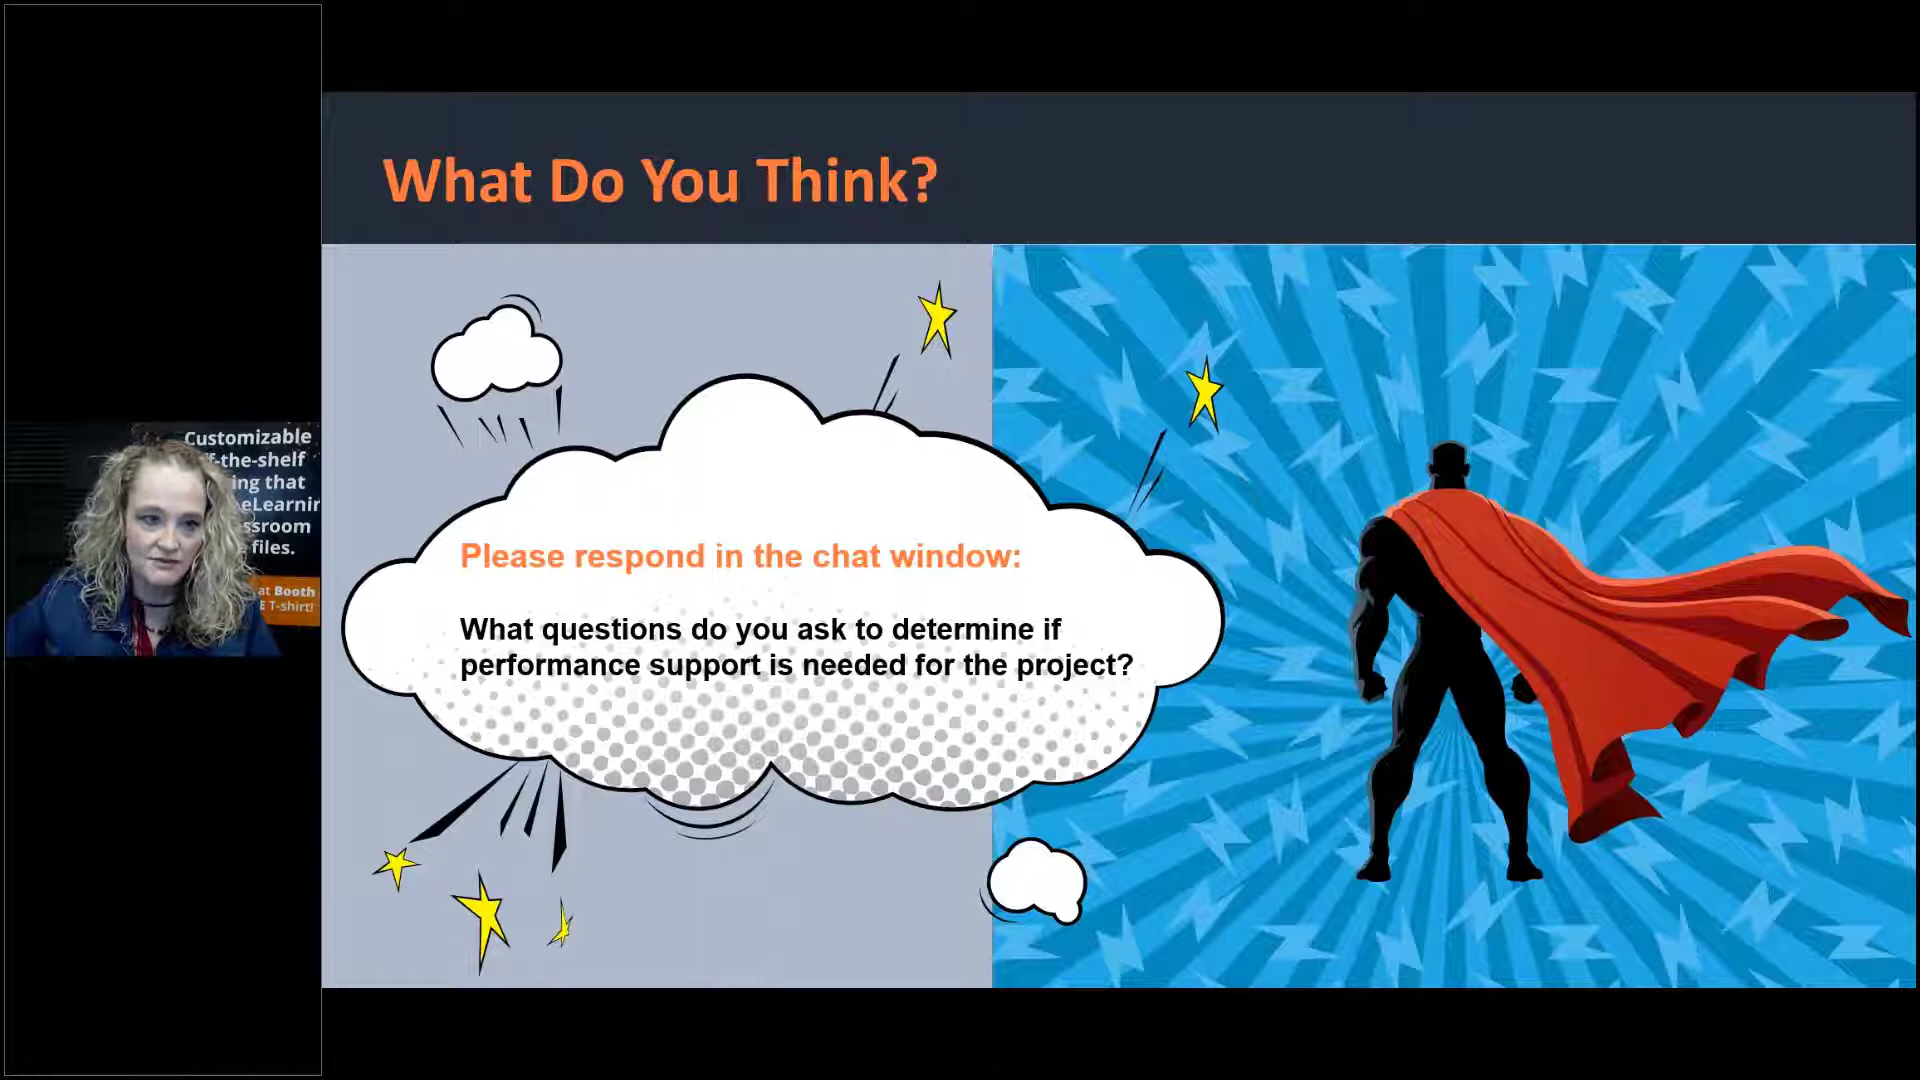 What Do You Think?
Please respond in the chat window:
What questions do you ask to determine if
performance support is needed for the project?
Customizable
f-the-shelf
ing that
eLearnin
ssroom
files.
at Booth
E T-shirt!